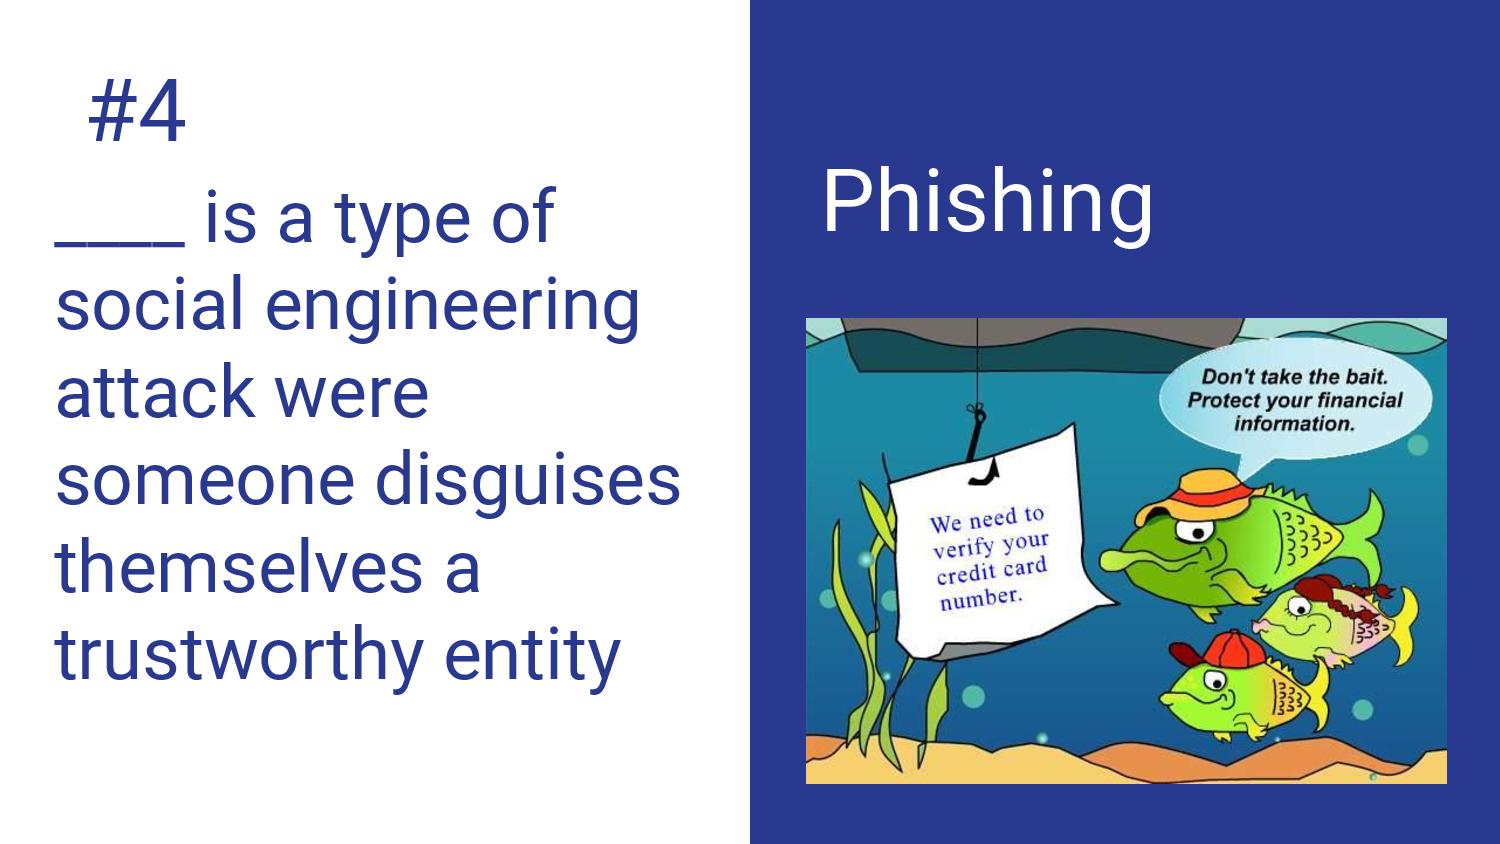 #4
____ is a type of
social engineering
attack were
someone disguises
themselves a
trustworthy entity
Phishing
Don't take the bait.
Protect your financial
information.
We need to
verify your
credit card
number.